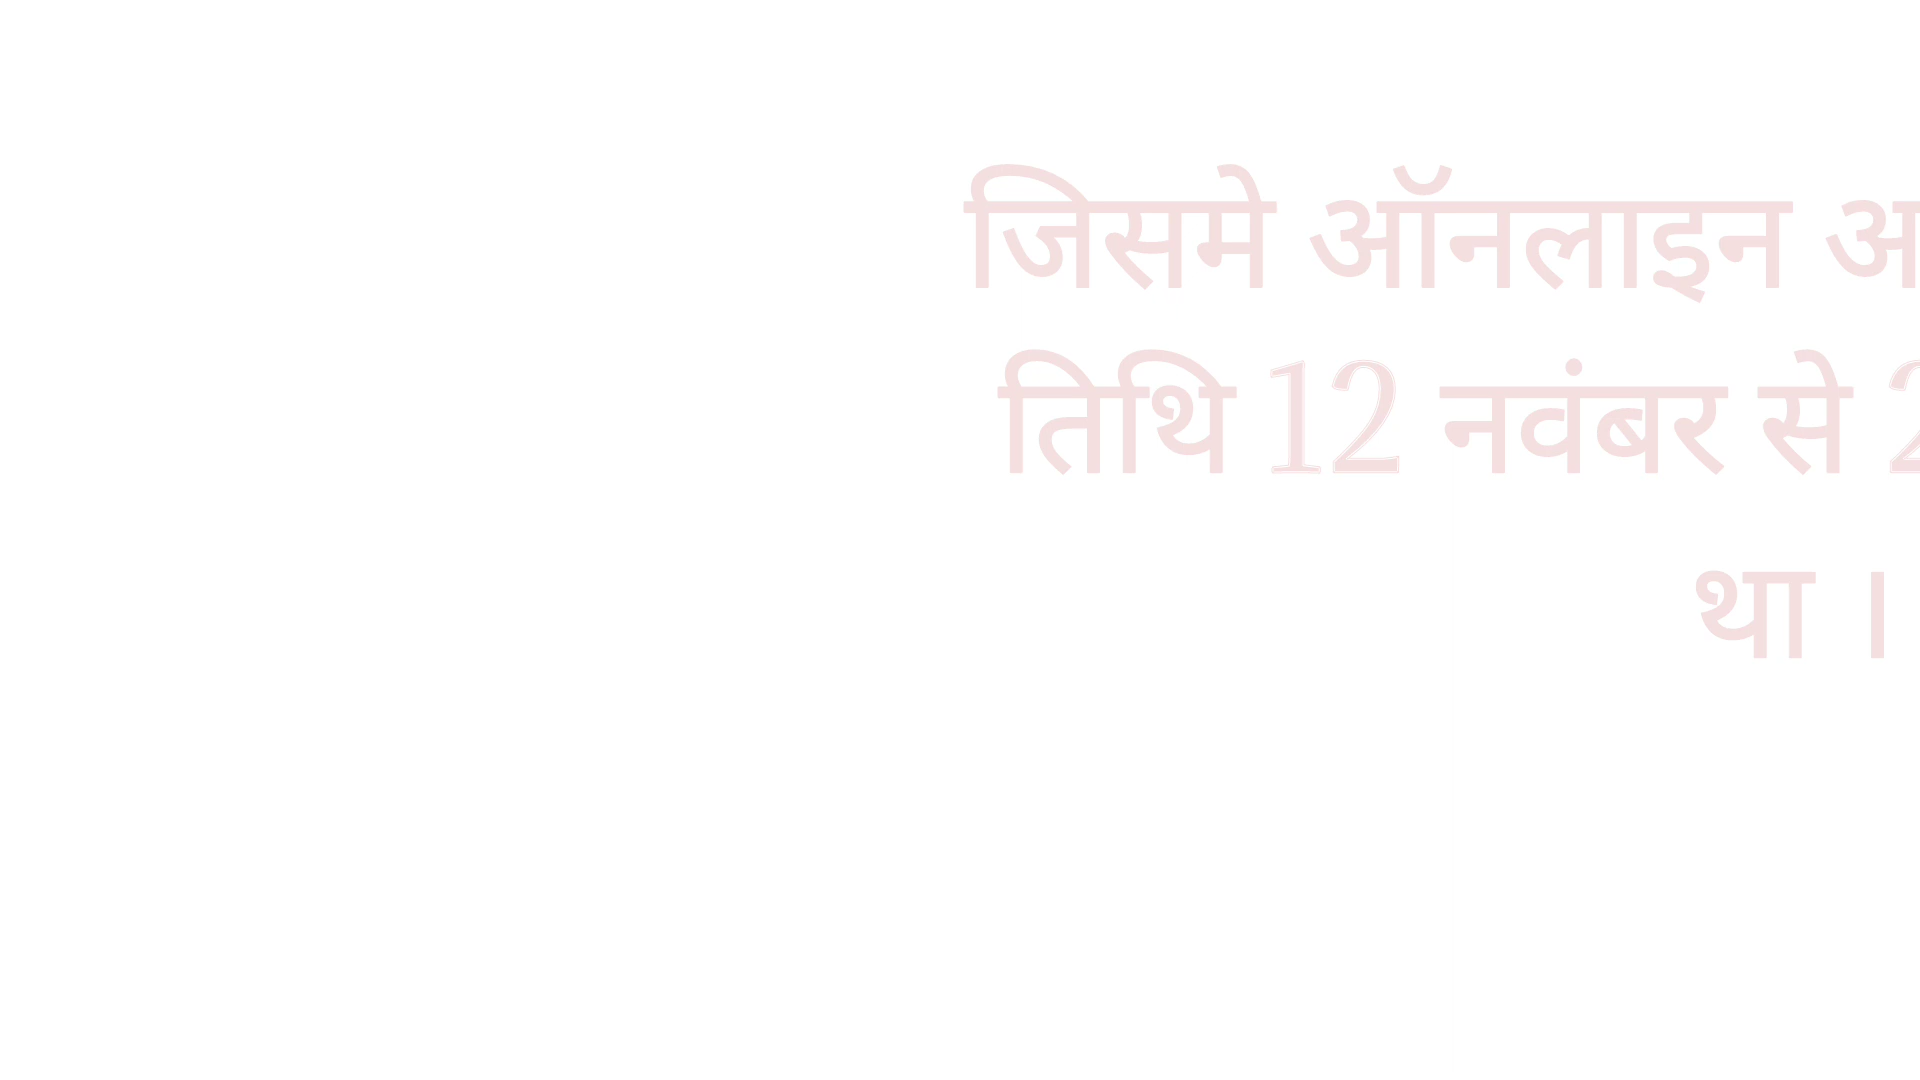 जिसमे ऑनलाइन
तिथि 12 नवंबर से
था ।